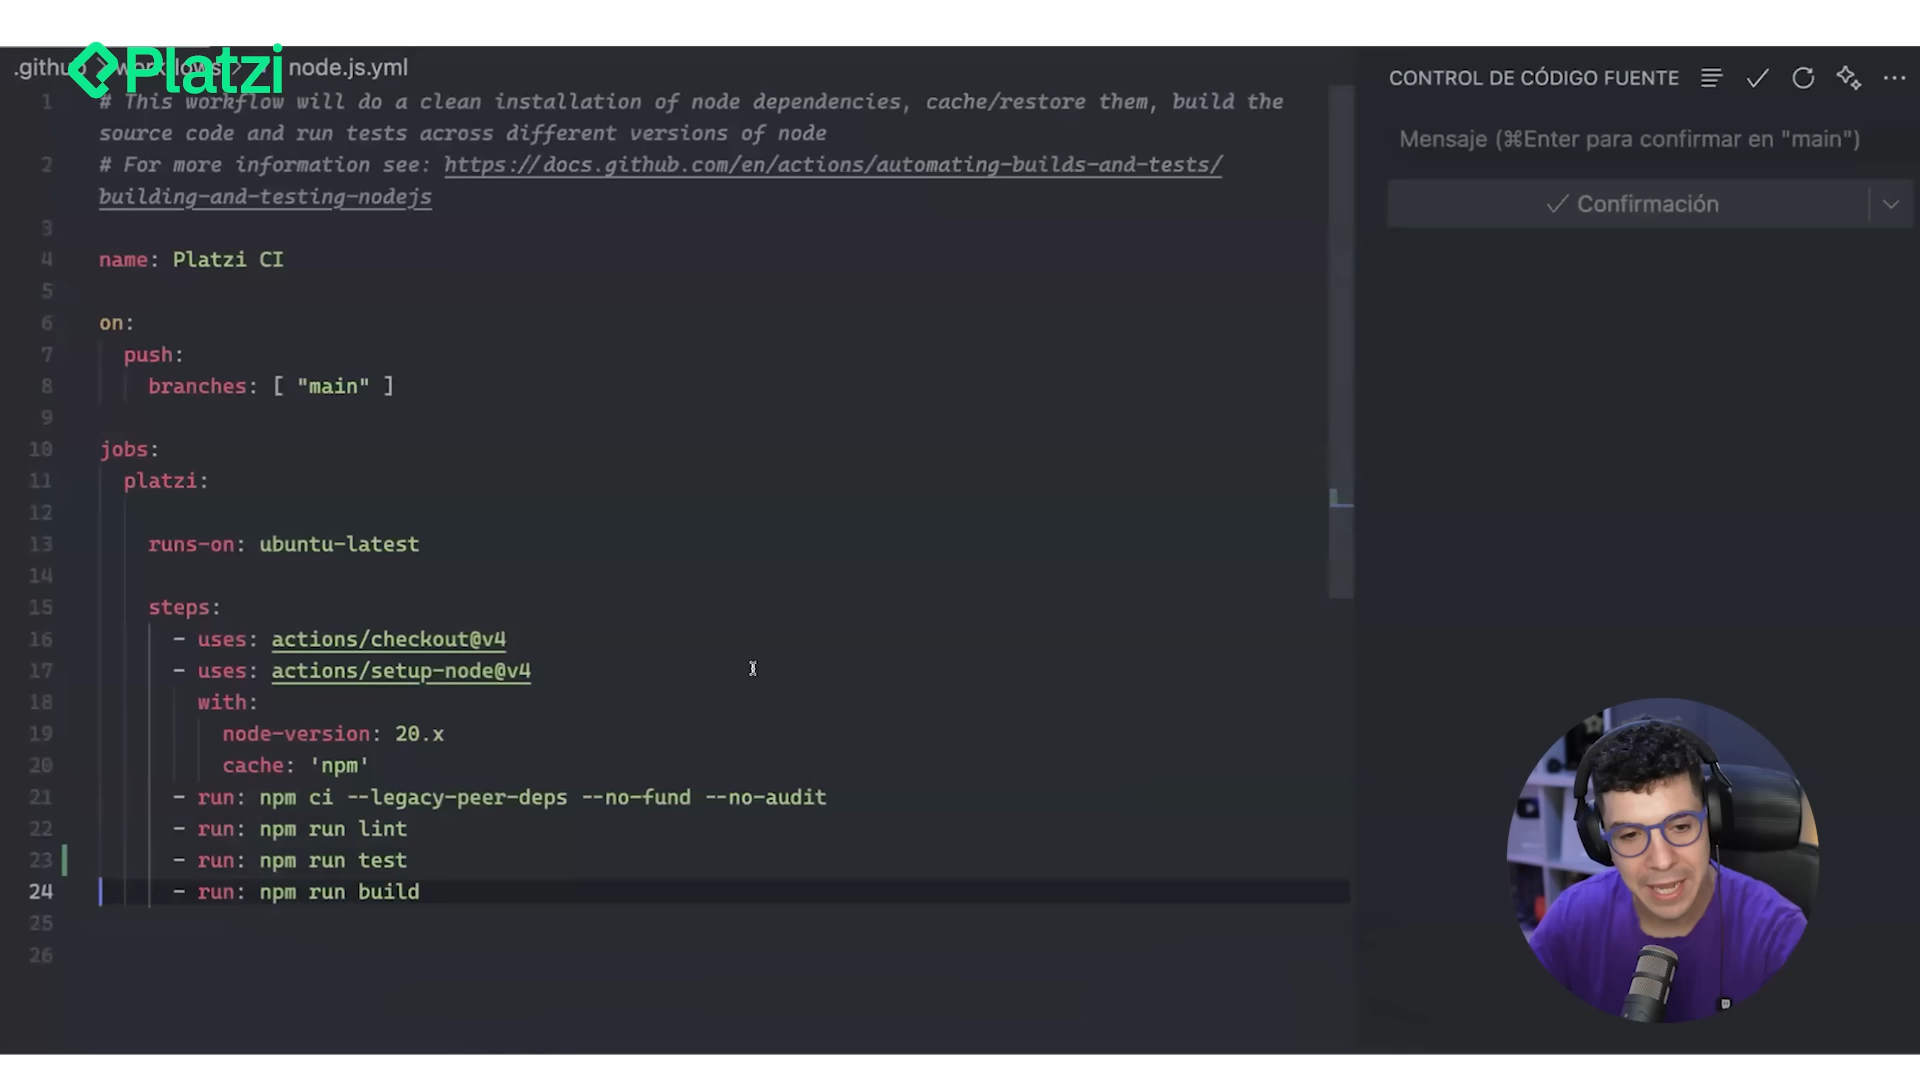 Platzi
.github > workflows > node.js.yml
1 # This workflow will do a clean installation of node dependencies, cache/restore them, build the
source code and run tests across different versions of node
2 # For more information see: https://docs.github.com/en/actions/automating-builds-and-tests/
building-and-testing-nodejs
3
4 name: Platzi CI
5
6 on:
7 push:
8 branches: [ "main" ]
9
10 jobs:
11 platzi:
12
13 runs-on: ubuntu-latest
14
15 steps:
16 - uses: actions/checkout@v4
17 - uses: actions/setup-node@v4
18 with:
19 node-version: 20.x
20 cache: 'npm'
21 - run: npm ci --legacy-peer-deps --no-fund --no-audit
22 - run: npm run lint
23 - run: npm run test
24 - run: npm run build
25
26
CONTROL DE CÓDIGO FUENTE
Mensaje (⌘Enter para confirmar en "main")
✓ Confirmación